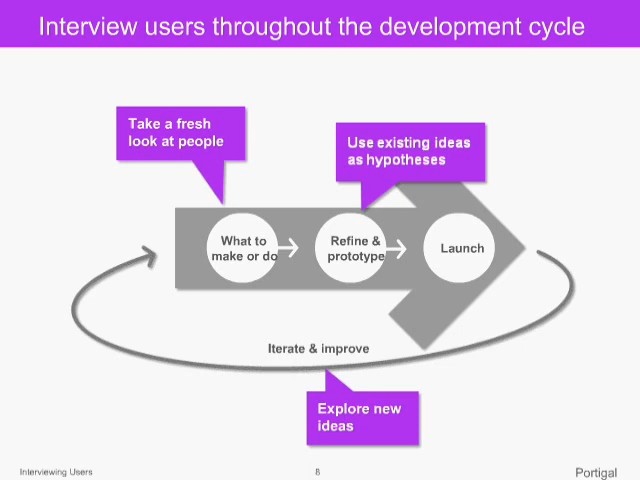 Interview users throughout the development cycle
Take a fresh
look at people
Use existing ideas
as hypotheses
What to
make or do
Refine &
prototype
Launch
Iterate & improve
Explore new
ideas
Interviewing Users
8
Portigal